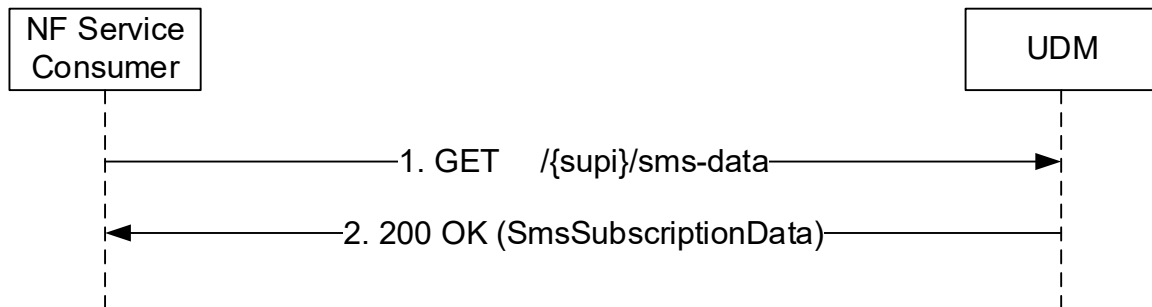 NF Service
Consumer
UDM
1. GET /{supi}/sms-data
2. 200 OK (SmsSubscriptionData)